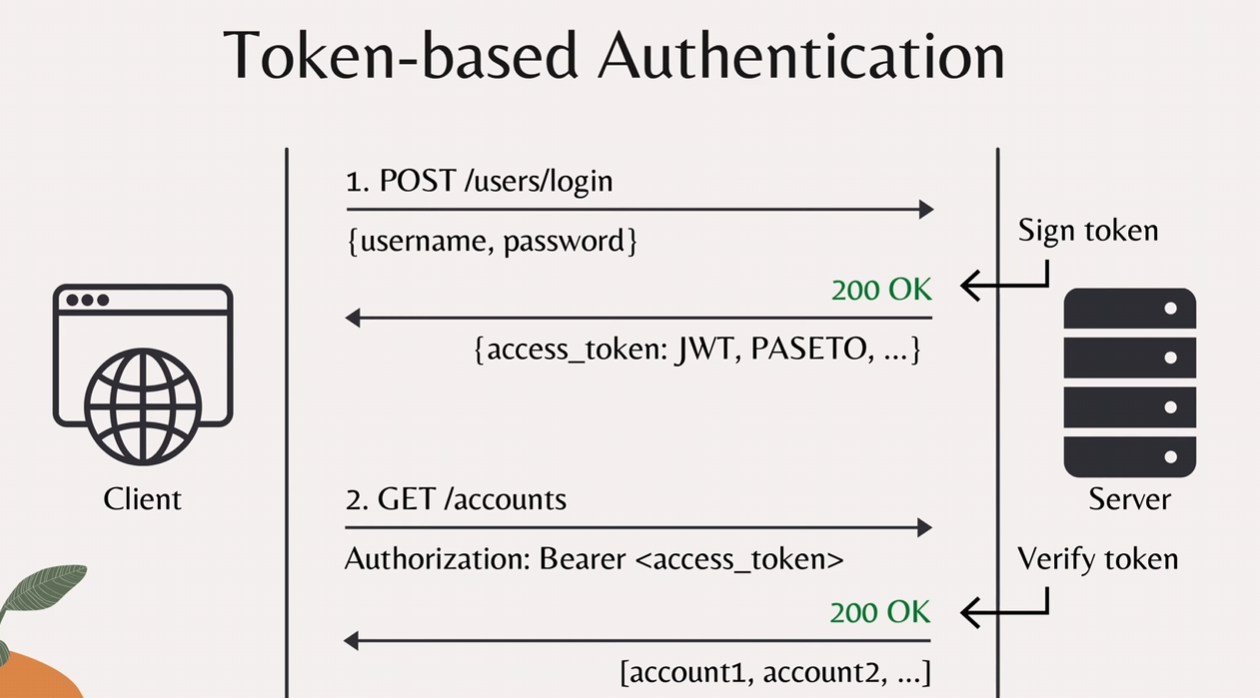 Token-based Authentication
1. POST /users/login
{username, password}
Sign token
200 OK
{access_token: JWT, PASETO, ...}
Client
Server
2. GET /accounts
Authorization: Bearer <access_token>
Verify token
200 OK
[account1, account2, ...]